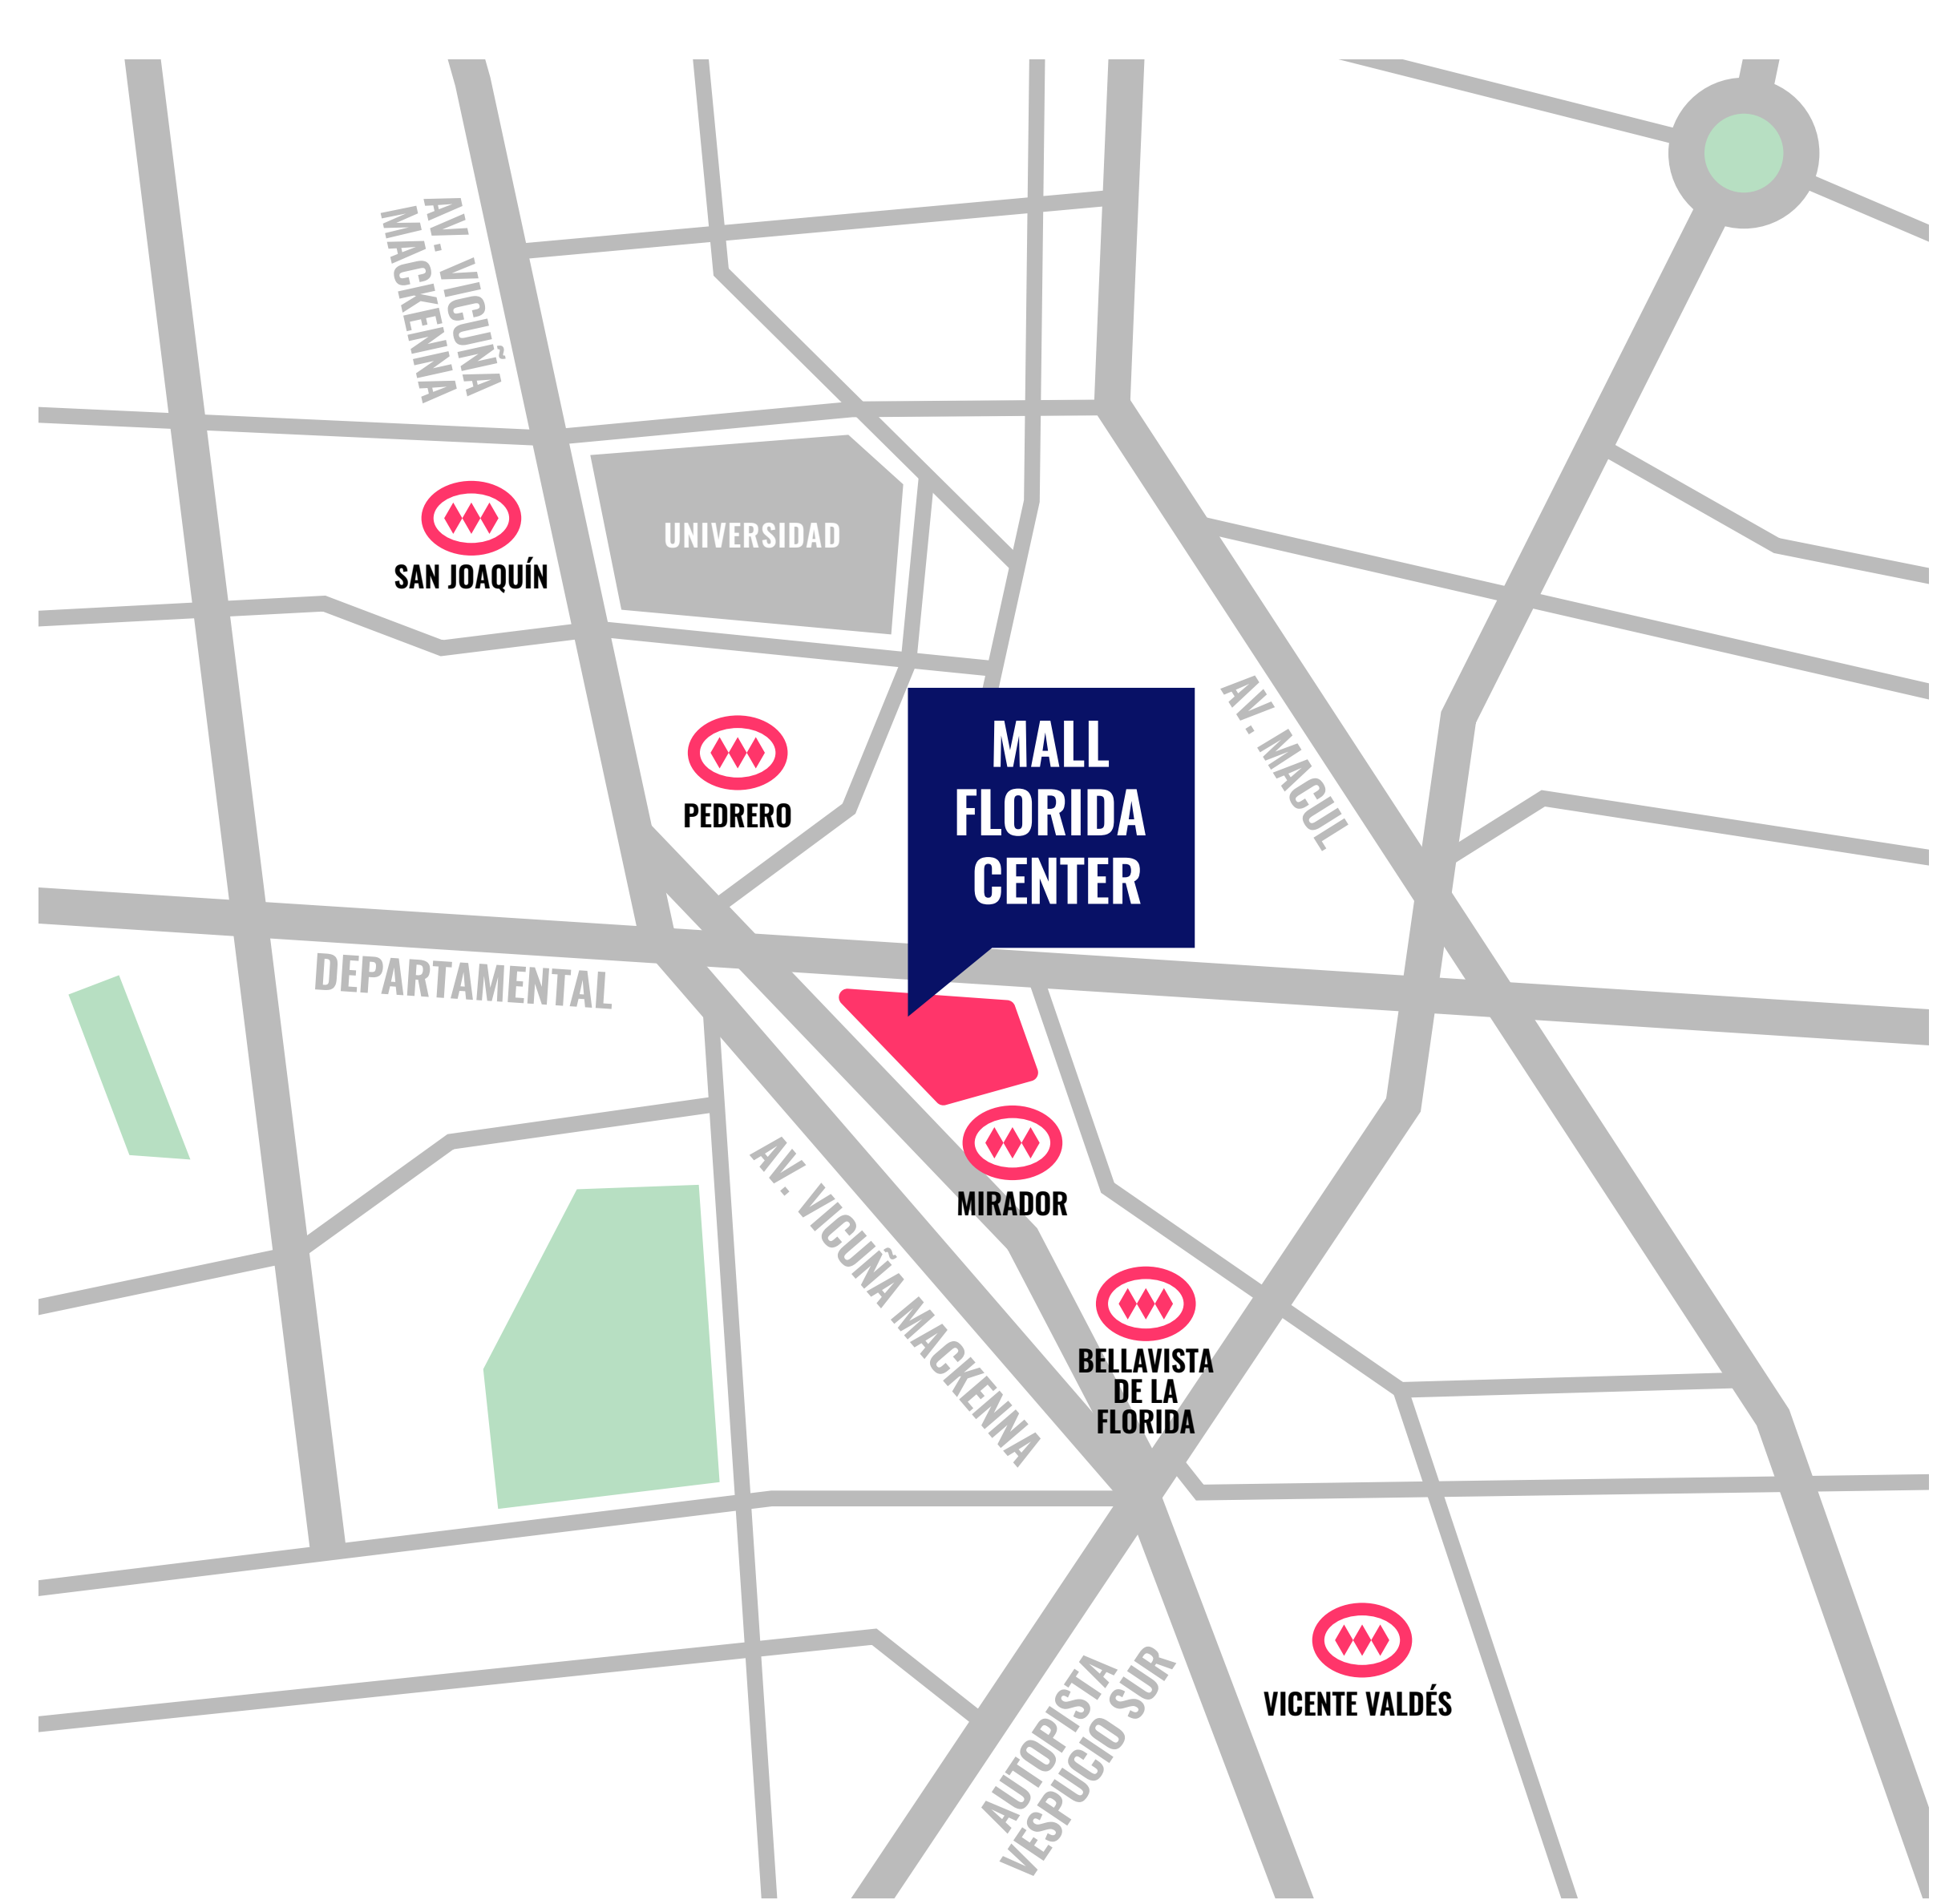 AV. VICUÑA
MACKENNA
UNIVERSIDAD
SAN JOAQUÍN
AV. MACUL
MALL
FLORIDA
CENTER
PEDRERO
DEPARTAMENTAL
AV. VICUÑA MACKENNA
MIRADOR
BELLAVISTA
DE LA
FLORIDA
AUTOPISTA
VESPUCIO SUR
VICENTE VALDÉS